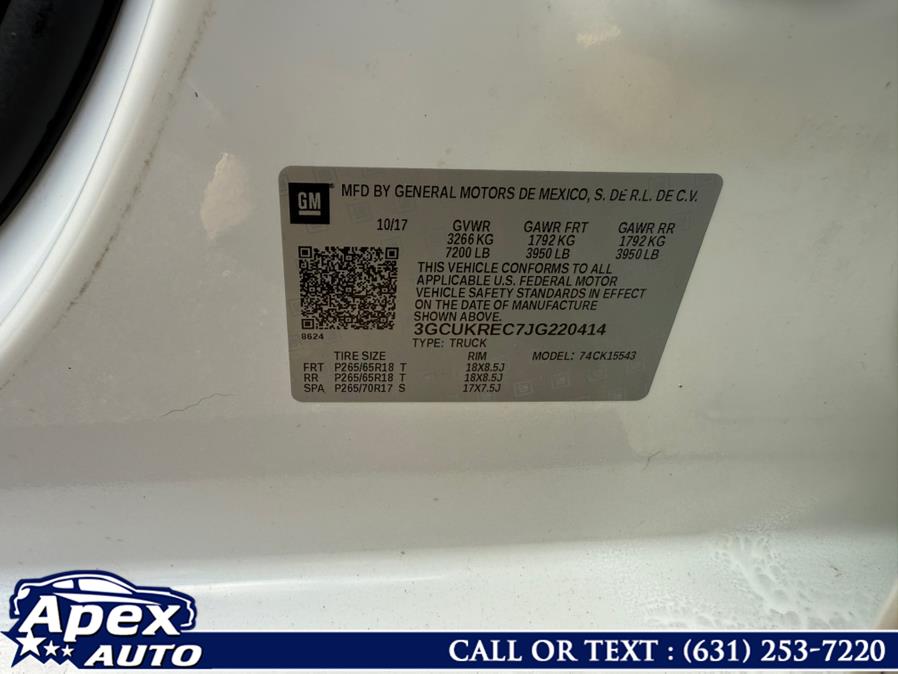 GM
MFD BY GENERAL MOTORS DE MEXICO, S. DE R.L. DE C.V.
10/17 GVWR GAWR FRT GAWR RR
3266 KG 1792 KG 1792 KG
7200 LB 3950 LB 3950 LB
THIS VEHICLE CONFORMS TO ALL
APPLICABLE U.S. FEDERAL MOTOR
VEHICLE SAFETY STANDARDS IN EFFECT
ON THE DATE OF MANUFACTURE
SHOWN ABOVE.
3GCUKREC7JG220414
8624
TYPE: TRUCK
TIRE SIZE RIM MODEL: 74CK15543
FRT P265/65R18 T 18X8.5J
RR P265/65R18 T 18X8.5J
SPA P265/70R17 S 17X7.5J
APEX
AUTO
CALL OR TEXT : (631) 253-7220